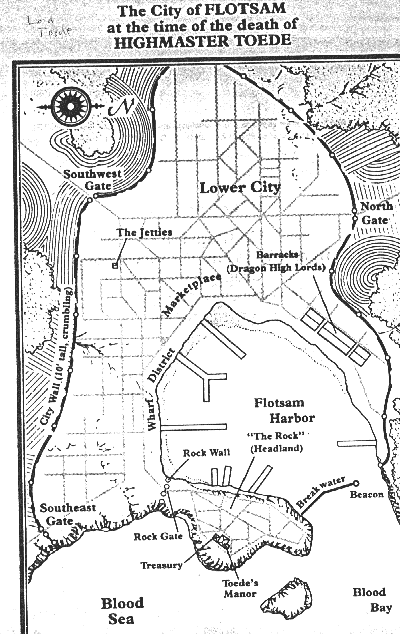 The City of FLOTSAM
at the time of the death of
HIGHMASTER TOEDE
Toede
N
Southwest
Gate
Lower City
North
Gate
The Jetties
Barracks
(Dragon High Lords)
Marketplace
City Wall (10' tall, crumbling)
Wharf District
Flotsam
Harbor
"The Rock"
(Headland)
Rock Wall
Breakwater
Beacon
Southeast
Gate
Rock Gate
Treasury
Toede's
Manor
Blood
Sea
Blood
Bay